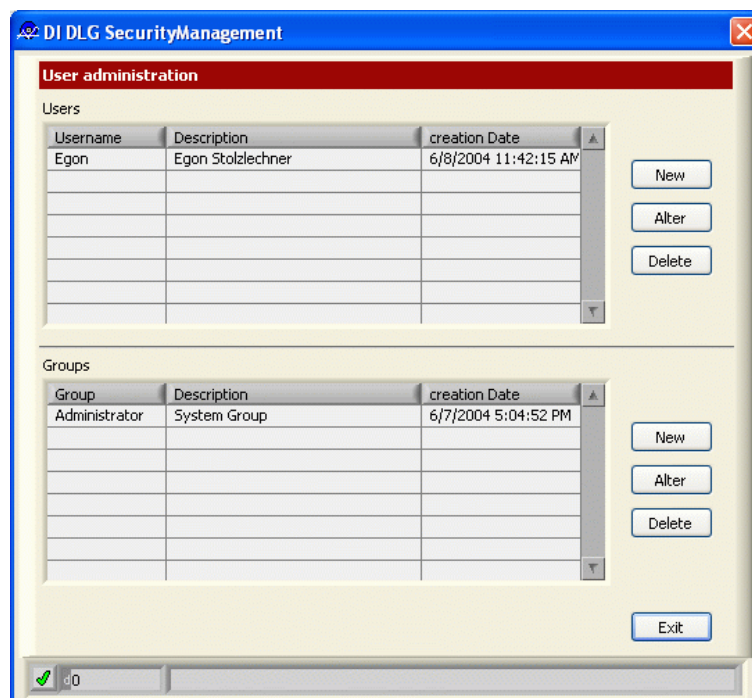 DI DLG SecurityManagement
User administration
Users
Username Description creation Date
Egon Egon Stolzlechner 6/8/2004 11:42:15 AM
New
Alter
Delete
Groups
Group Description creation Date
Administrator System Group 6/7/2004 5:04:52 PM
New
Alter
Delete
Exit
d0